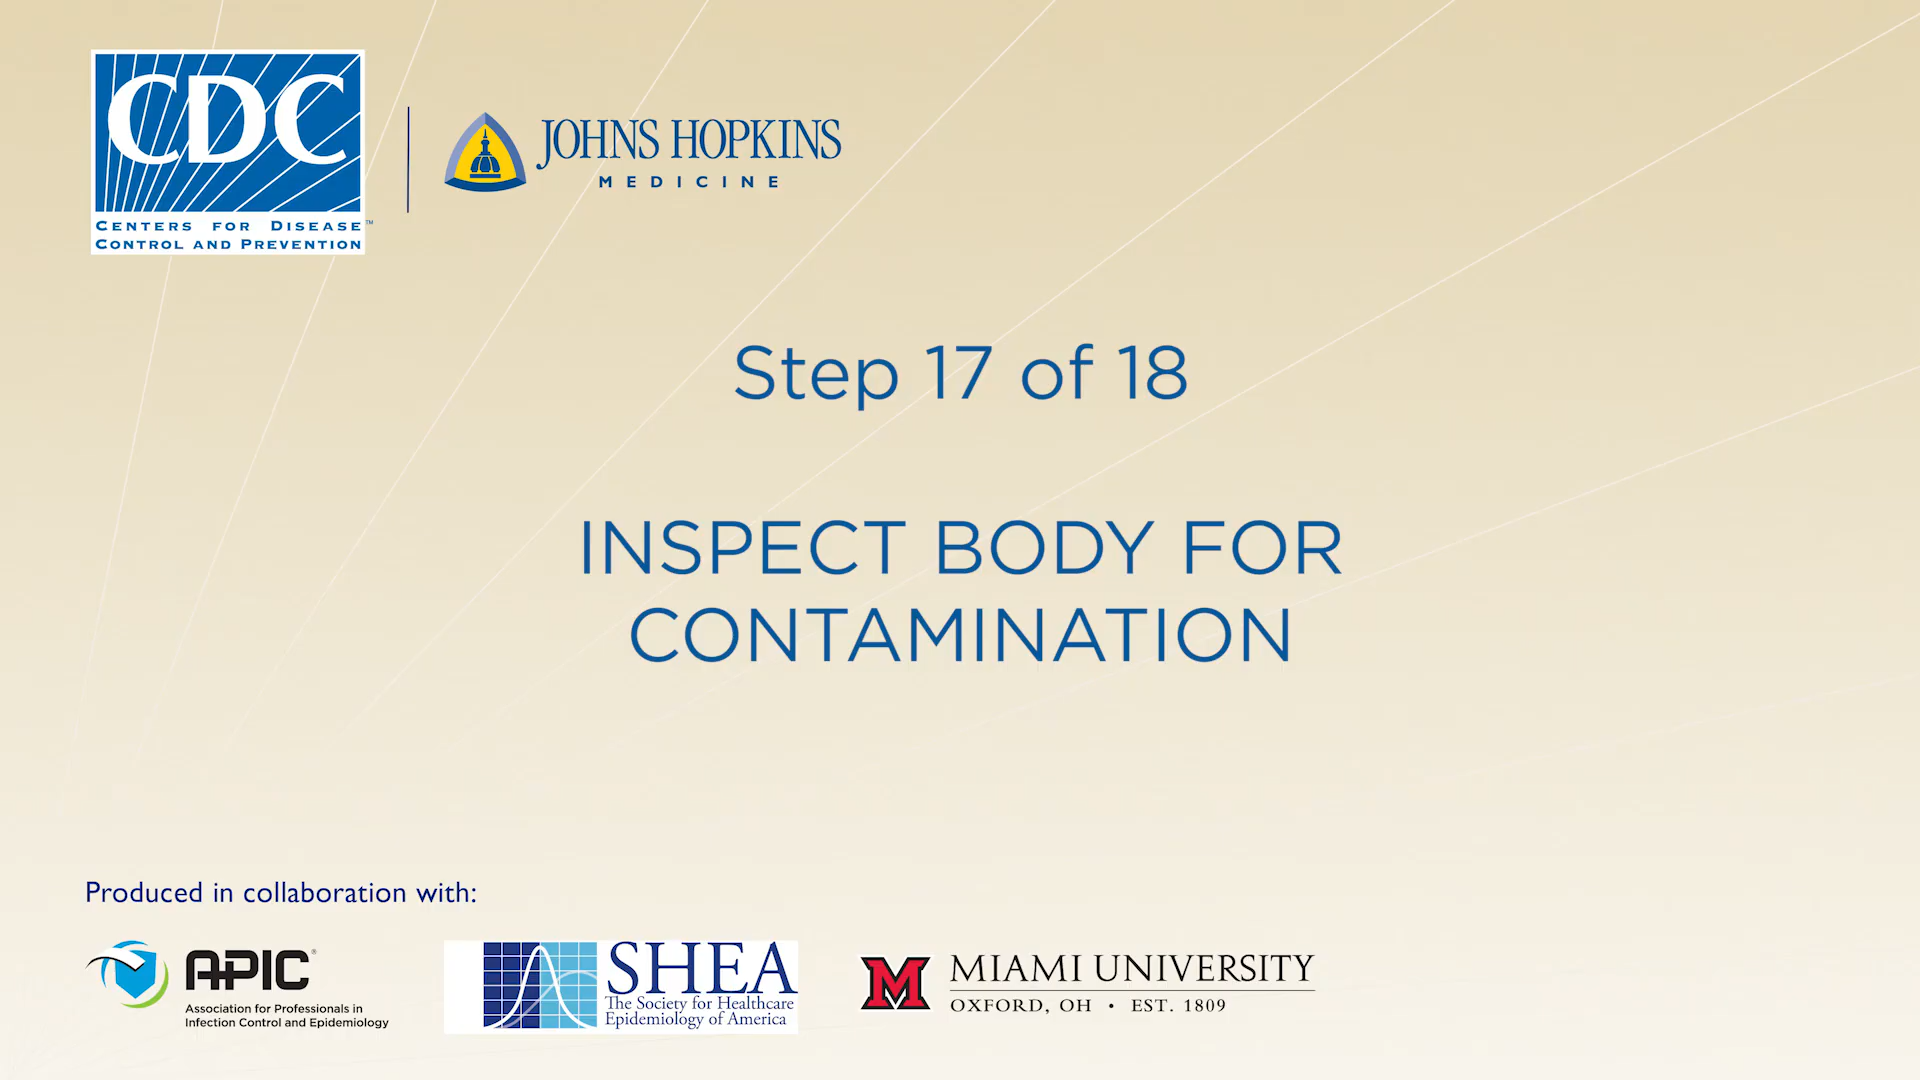 CDC
CENTERS FOR DISEASE™
CONTROL AND PREVENTION
JOHNS HOPKINS
MEDICINE
Step 17 of 18
INSPECT BODY FOR
CONTAMINATION
Produced in collaboration with:
APIC®
Association for Professionals in
Infection Control and Epidemiology
SHEA
The Society for Healthcare
Epidemiology of America
M
MIAMI UNIVERSITY
OXFORD, OH • EST. 1809